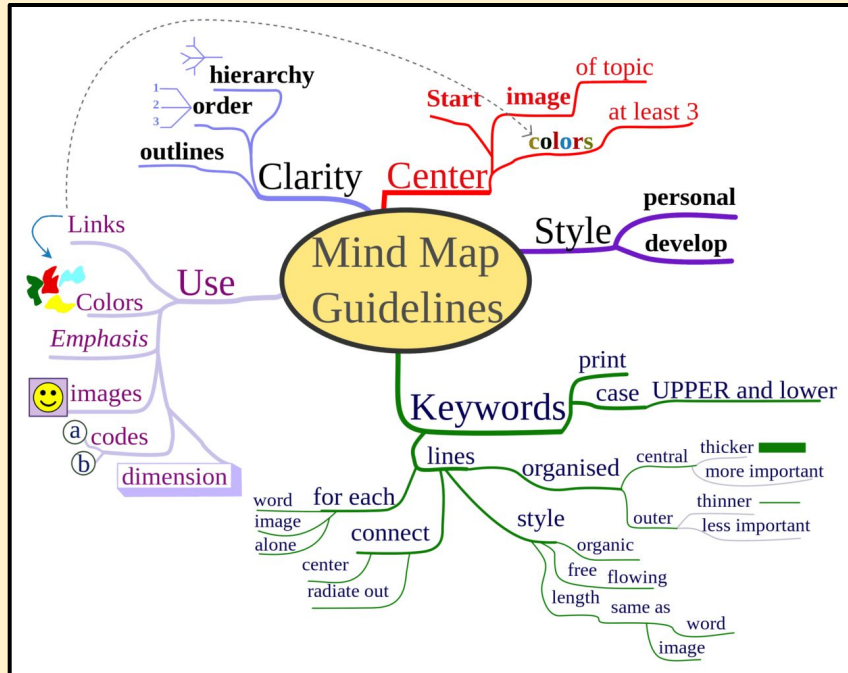 Mind Map
Guidelines
Center
Start
image
of topic
colors
at least 3
Style
personal
develop
Keywords
print
case
UPPER and lower
lines
organised
central
thicker
more important
outer
thinner
less important
style
organic
free
flowing
length
same as
word
image
connect
center
radiate out
for each
word
image
alone
Use
Links
Colors
Emphasis
images
codes
a
b
dimension
Clarity
hierarchy
order
1
2
3
outlines